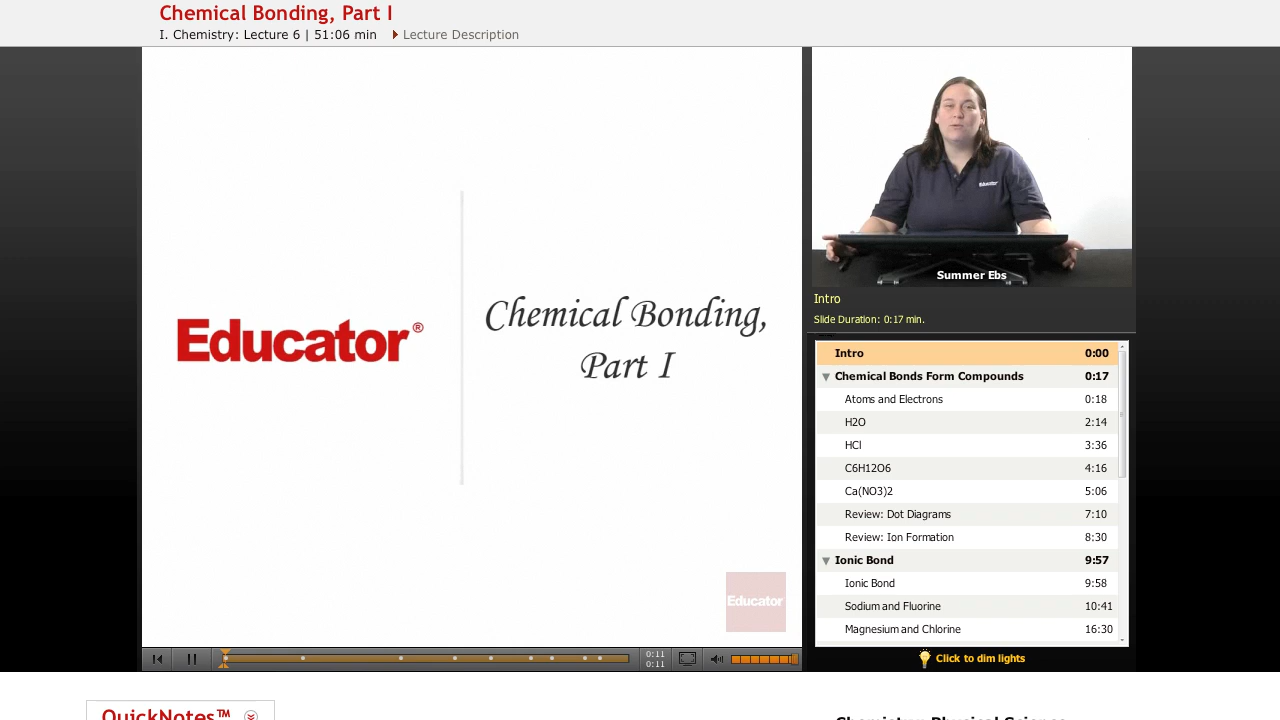 Chemical Bonding, Part I
I. Chemistry: Lecture 6 | 51:06 min Lecture Description
Educator®
Chemical Bonding,
Part I
Educator
Educator
Summer Ebs
Intro
Slide Duration: 0:17 min.
Intro 0:00
Chemical Bonds Form Compounds 0:17
Atoms and Electrons 0:18
H2O 2:14
HCl 3:36
C6H12O6 4:16
Ca(NO3)2 5:06
Review: Dot Diagrams 7:10
Review: Ion Formation 8:30
Ionic Bond 9:57
Ionic Bond 9:58
Sodium and Fluorine 10:41
Magnesium and Chlorine 16:30
0:11
0:11
Click to dim lights
QuickNotes™
Chemistry: Physical Science